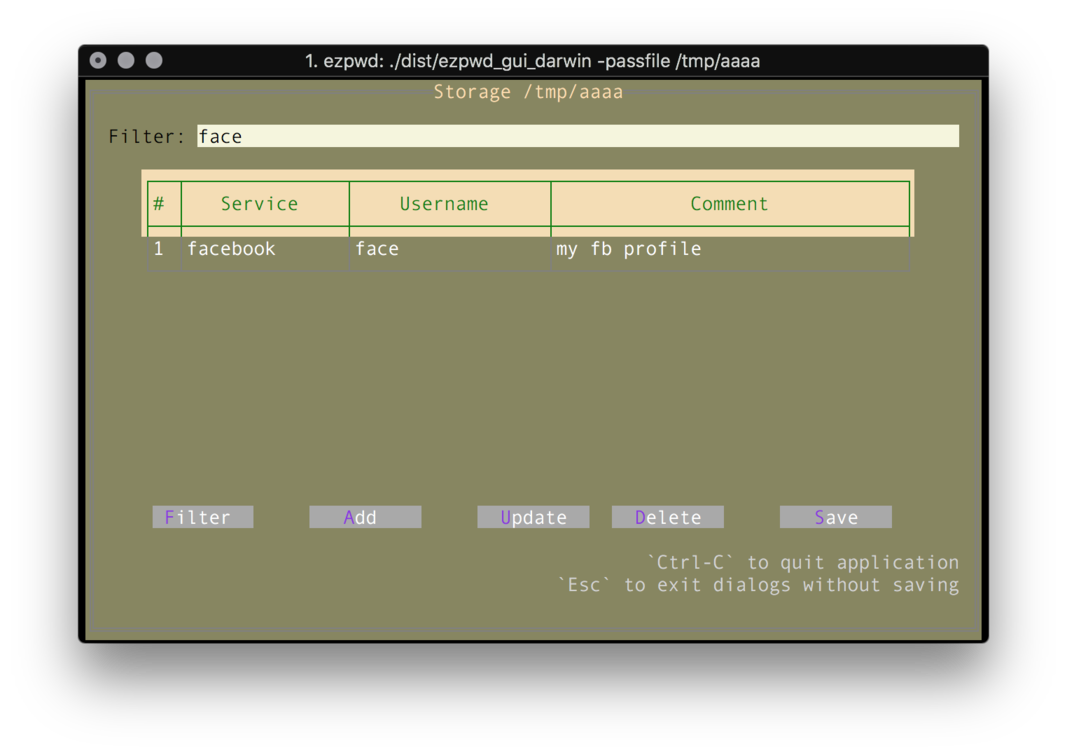 1. ezpwd: ./dist/ezpwd_gui_darwin -passfile /tmp/aaaa
Storage /tmp/aaaa
Filter: face
# Service Username Comment
1 facebook face my fb profile
Filter Add Update Delete Save
`Ctrl-C` to quit application
`Esc` to exit dialogs without saving